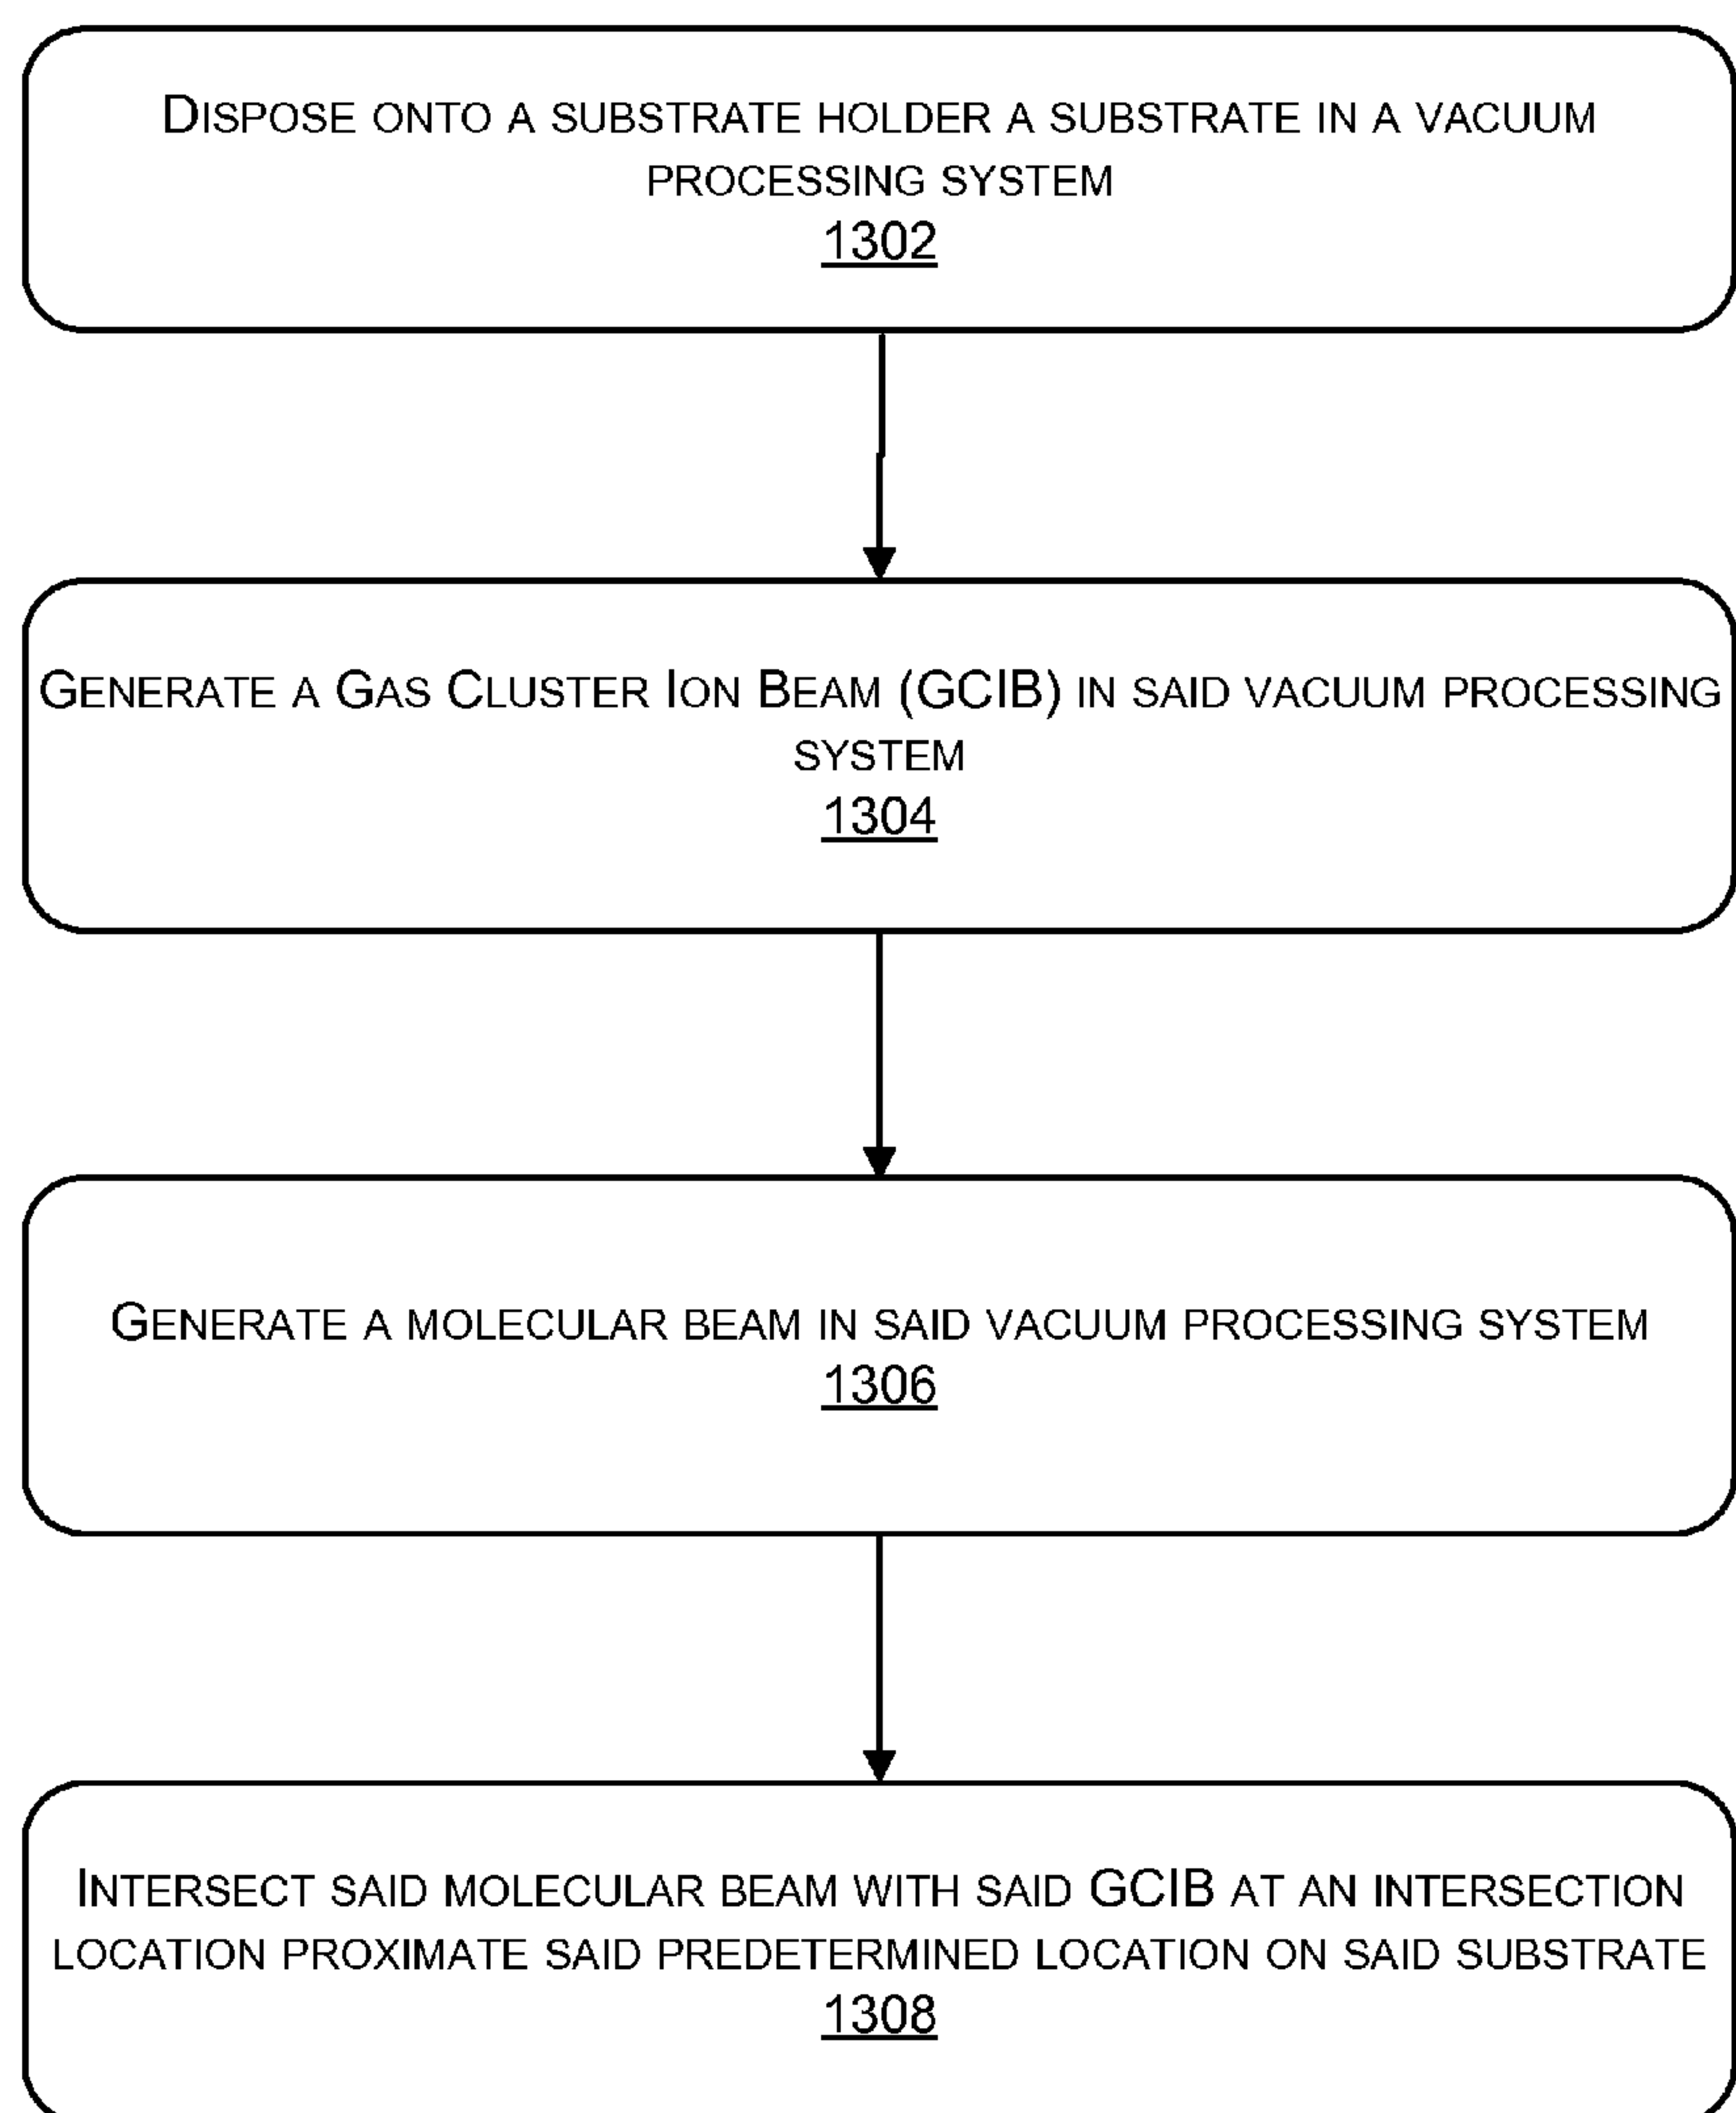 DISPOSE ONTO A SUBSTRATE HOLDER A SUBSTRATE IN A VACUUM
PROCESSING SYSTEM
1302
GENERATE A GAS CLUSTER ION BEAM (GCIB) IN SAID VACUUM PROCESSING
SYSTEM
1304
GENERATE A MOLECULAR BEAM IN SAID VACUUM PROCESSING SYSTEM
1306
INTERSECT SAID MOLECULAR BEAM WITH SAID GCIB AT AN INTERSECTION
LOCATION PROXIMATE SAID PREDETERMINED LOCATION ON SAID SUBSTRATE
1308